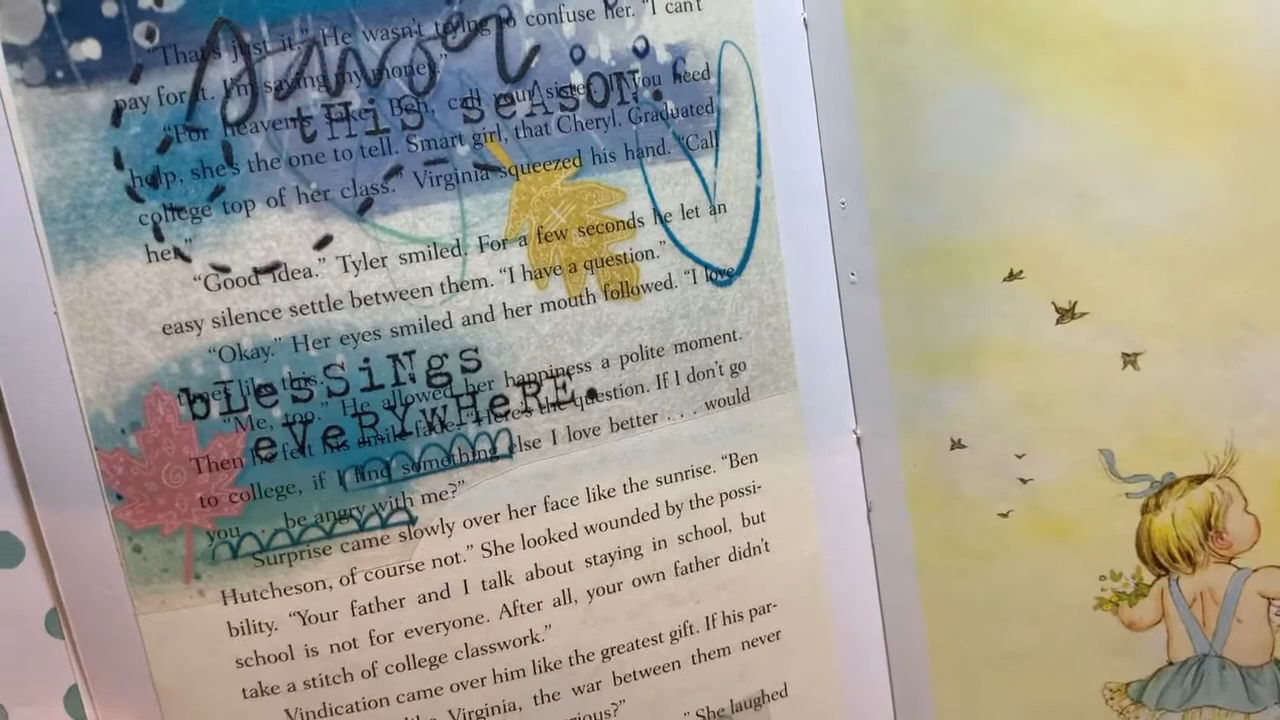 "That's just it." He wasn't trying to confuse her. "I can't
pay for it. I'm saving my money."
"For heaven's sake, Ben, call your sister. If you need
help, she's the one to tell. Smart girl, that Cheryl. Graduated
college top of her class." Virginia squeezed his hand. "Call
her."
"Good idea." Tyler smiled. For a few seconds he let an
easy silence settle between them. "I have a question."
"Okay." Her eyes smiled and her mouth followed. "I love
like this.
"Me, too." He allowed her happiness a polite moment.
Then he felt his smile fade. "Here's the question. If I don't go
to college, if I find something else I love better . . . would
you be angry with me?"
Surprise came slowly over her face like the sunrise. "Ben
Hutcheson, of course not." She looked wounded by the possi-
bility. "Your father and I talk about staying in school, but
school is not for everyone. After all, your own father didn't
take a stitch of college classwork."
Vindication came over him like the greatest gift. If his par-
Virginia, the war between them never
" She laughed
Savor
tHis seAsON.
bLesSiNgs
eVeRYwHeRE.